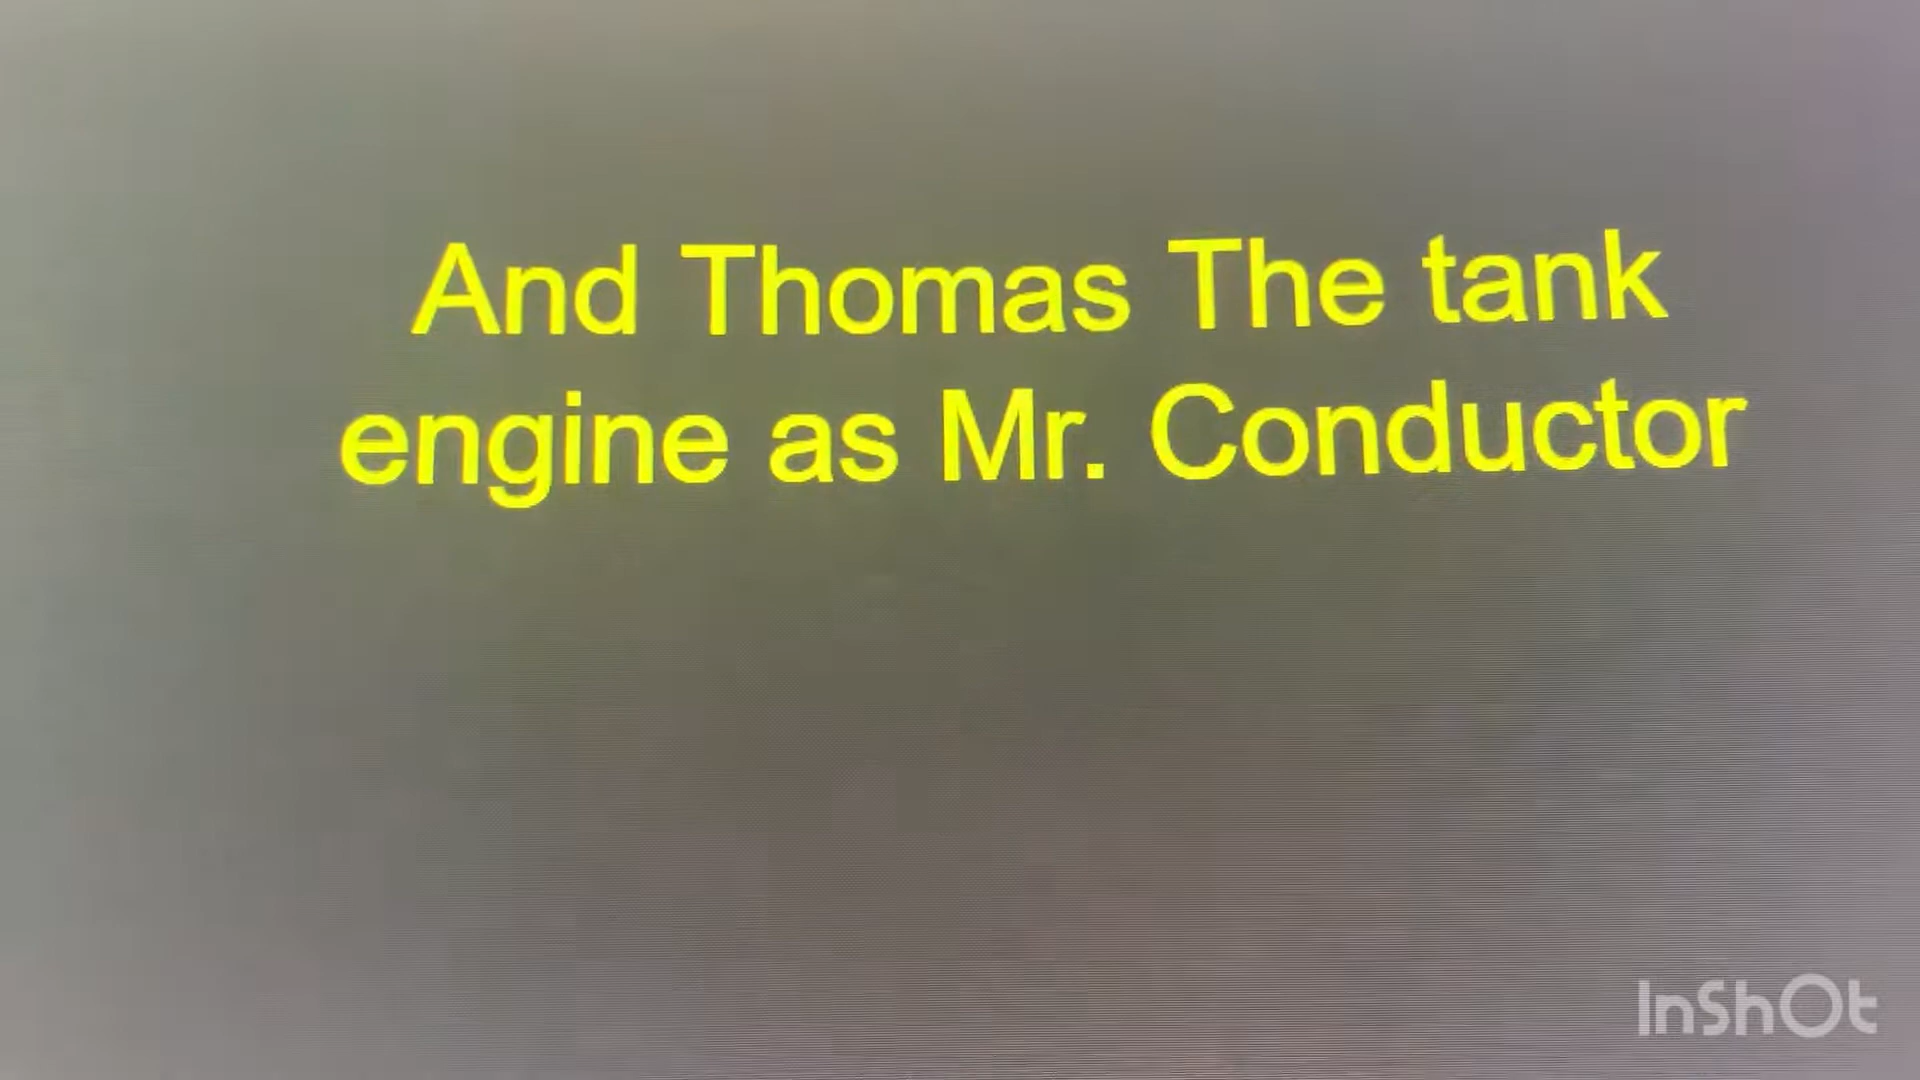 And Thomas The tank
engine as Mr. Conductor
InShOt